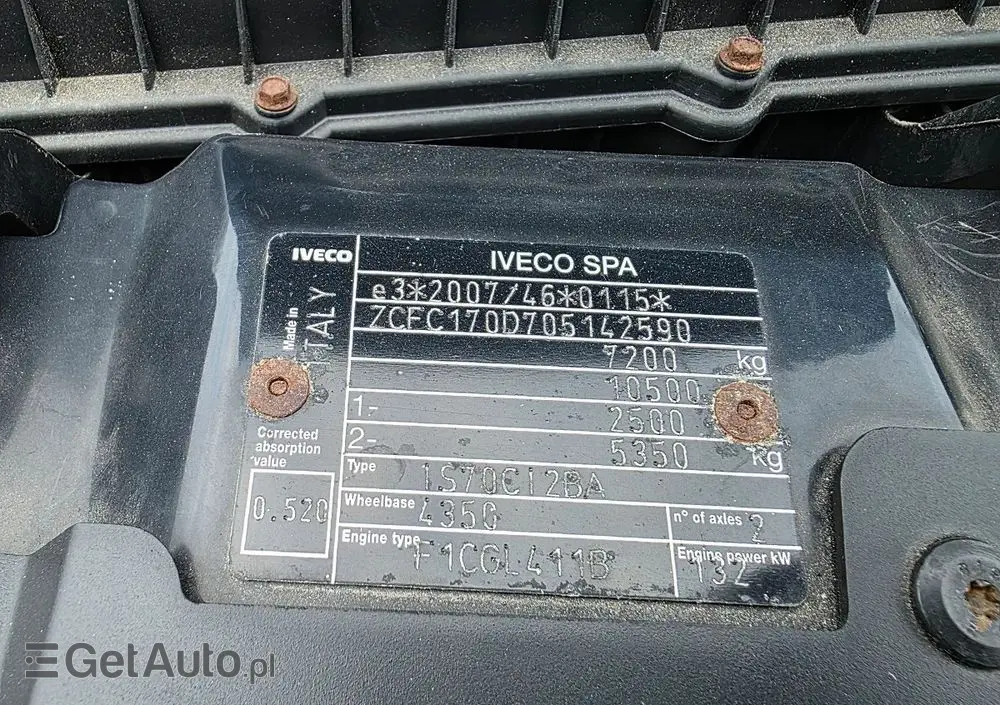 IVECO
IVECO SPA
Made in
ITALY
e3*2007/46*0115*
ZCFC170D705142590
7200 kg
10500
1- 2500
2- 5350 kg
Corrected
absorption
value
0.520
Type 1S70C12BA
Wheelbase 4350
n° of axles 2
Engine type F1CGL411B
Engine power kW
132
GetAuto.pl